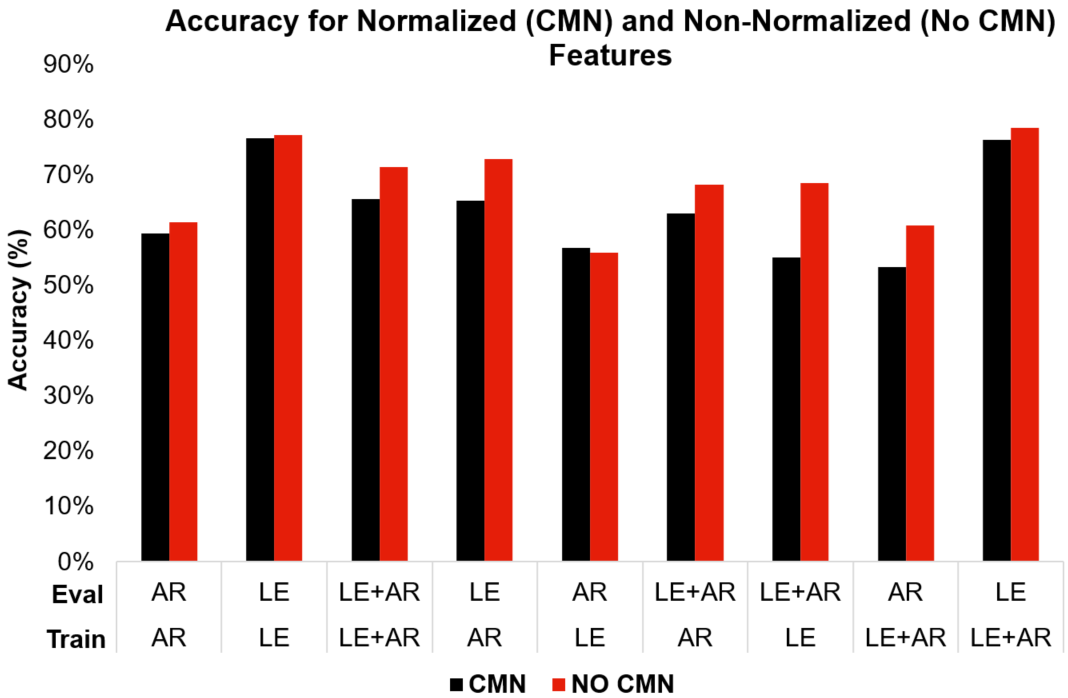 Accuracy for Normalized (CMN) and Non-Normalized (No CMN)
Features
90%
80%
70%
60%
50%
40%
30%
20%
10%
0%
Accuracy (%)
Eval AR LE LE+AR LE AR LE+AR LE+AR AR LE
Train AR LE LE+AR AR LE AR LE LE+AR LE+AR
CMN NO CMN